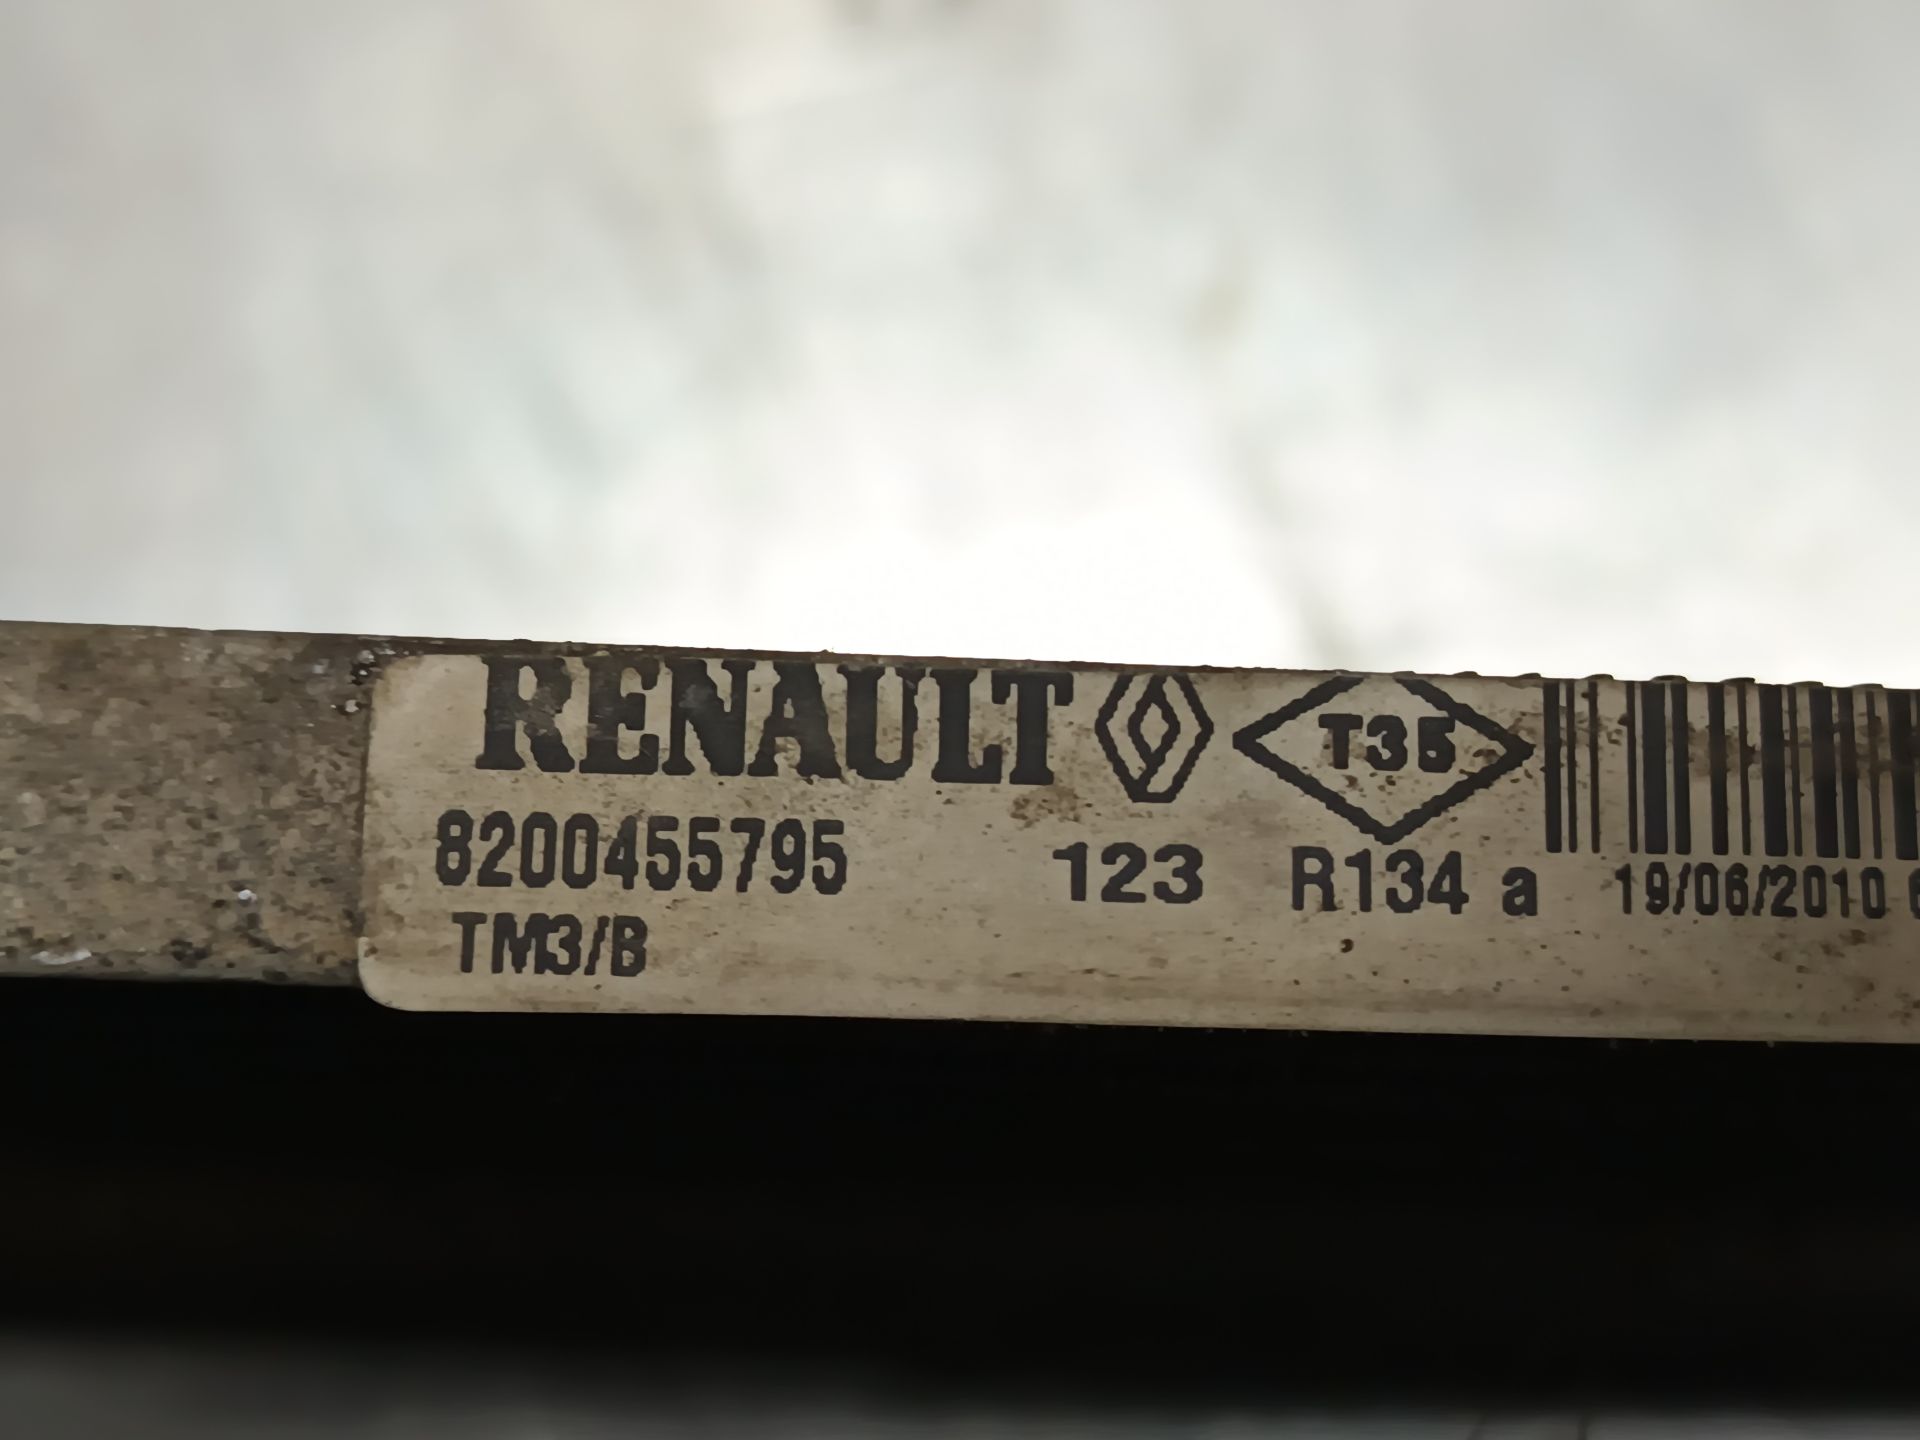 RENAULT T35
8200455795 123 R134 a 19/06/2010
TM3/B